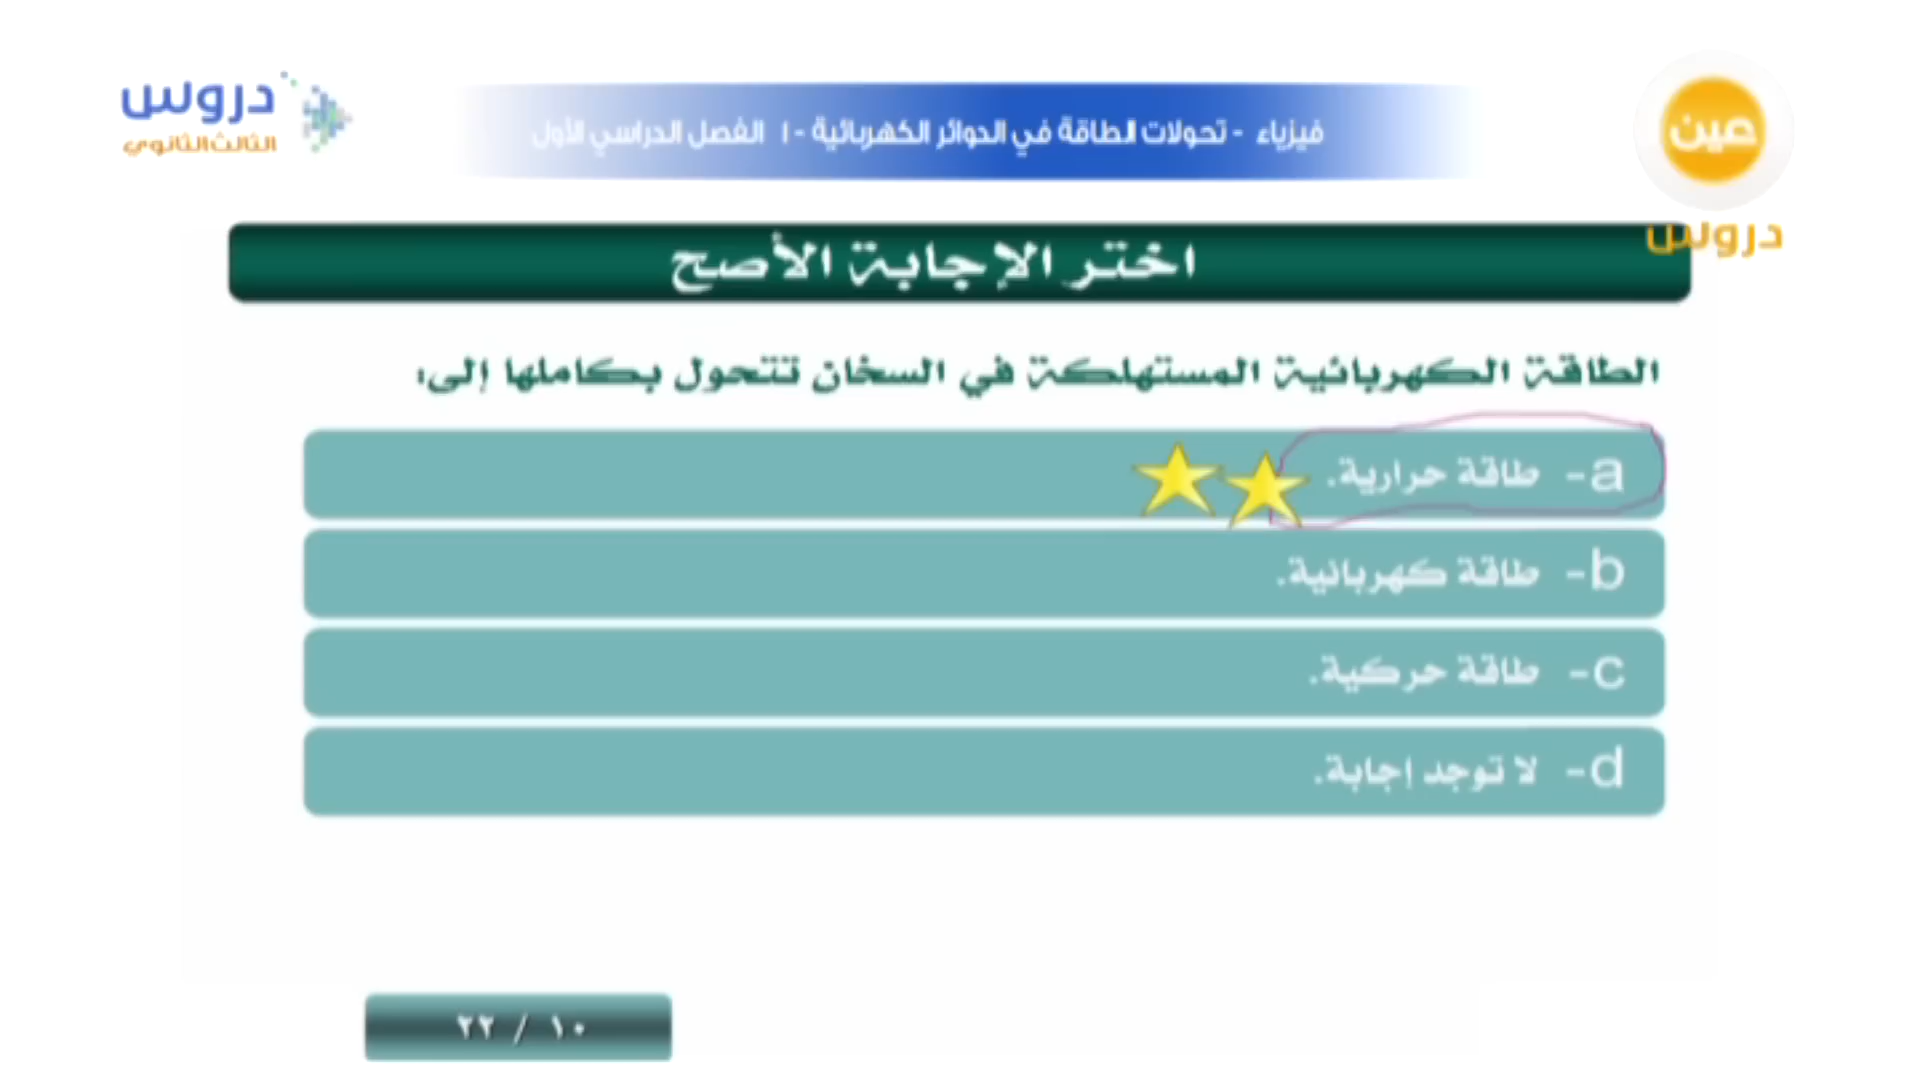 دروس
الثالث الثانوي
فيزياء - تحولات الطاقة في الدوائر الكهربائية - ١ الفصل الدراسي الأول
عين
دروس
اختر الإجابة الأصح
الطاقة الكهربائية المستهلكة في السخان تتحول بكاملها إلى:
a- طاقة حرارية.
b- طاقة كهربائية.
c- طاقة حركية.
d- لا توجد إجابة.
١٠ / ٢٢